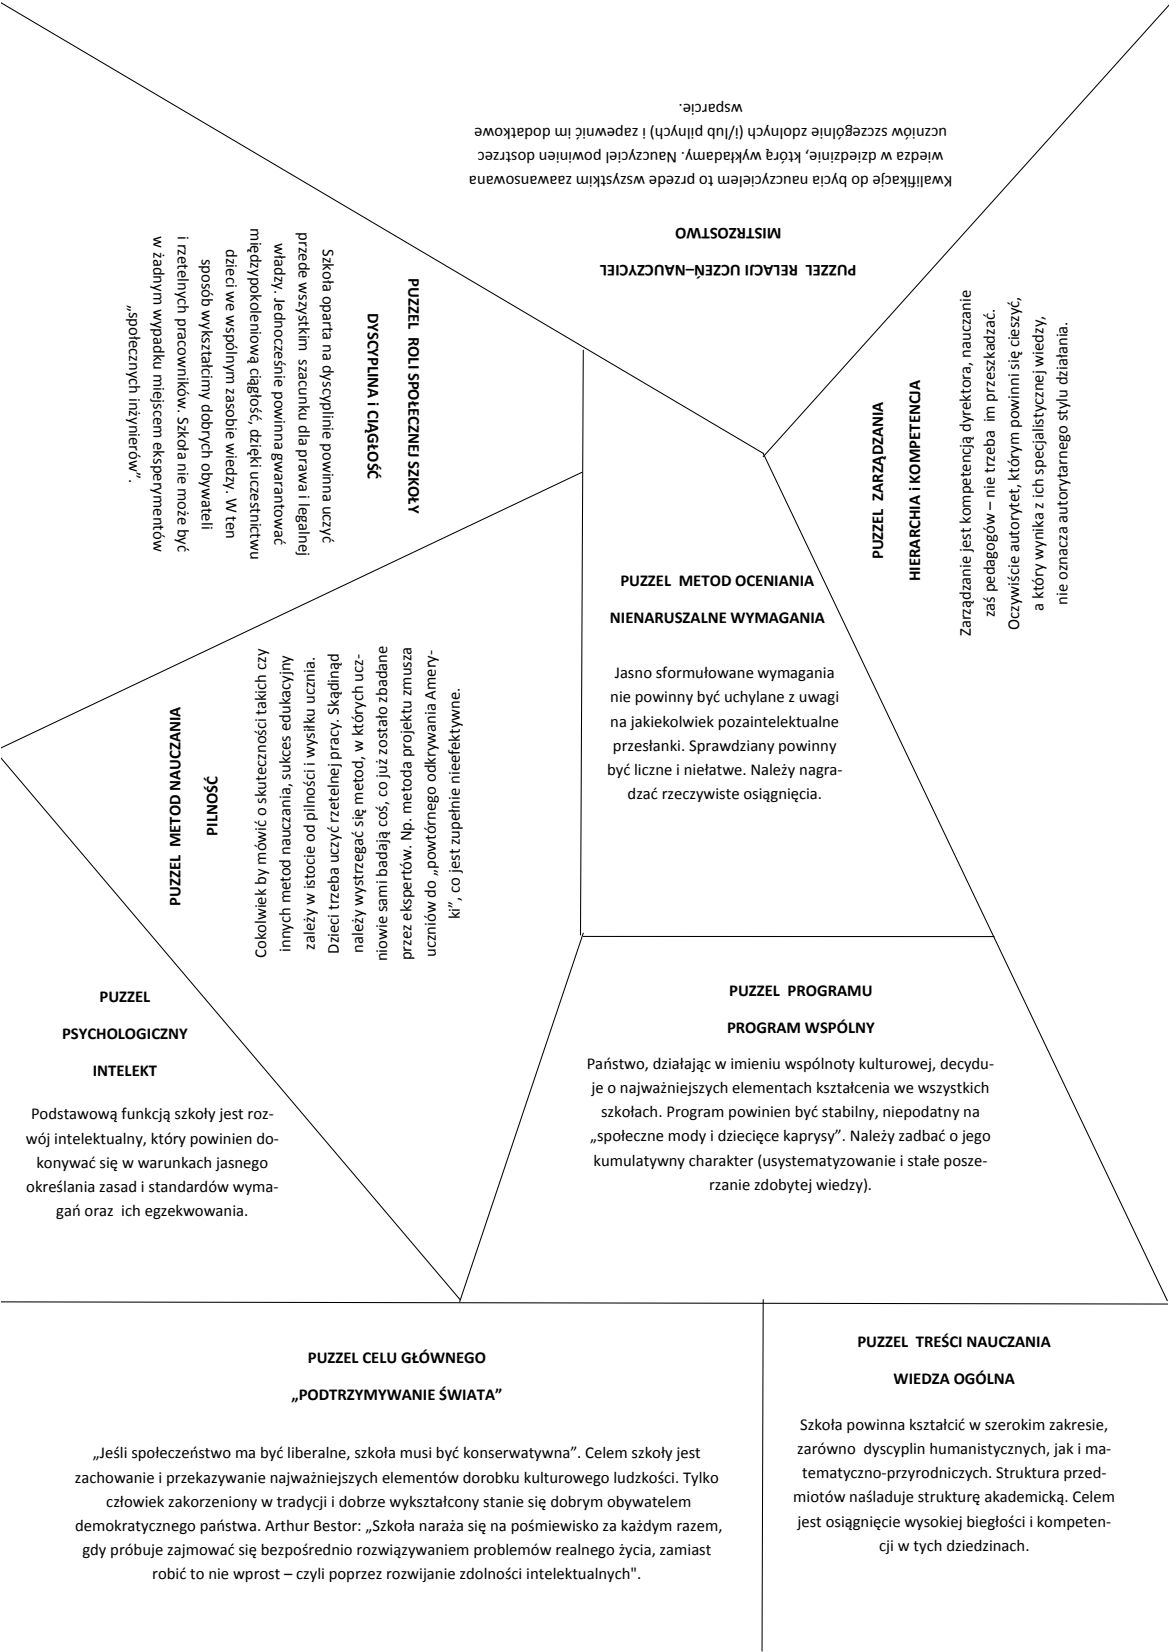 PUZZEL RELACJI UCZEŃ–NAUCZYCIEL
MISTRZOSTWO
Kwalifikacje do bycia nauczycielem to przede wszystkim zaawansowana
wiedza w dziedzinie, którą wykładamy. Nauczyciel powinien dostrzec
uczniów szczególnie zdolnych (i/lub pilnych) i zapewnić im dodatkowe
wsparcie.
PUZZEL ROLI SPOŁECZNEJ SZKOŁY
DYSCYPLINA i CIĄGŁOŚĆ
Szkoła oparta na dyscyplinie powinna uczyć
przede wszystkim szacunku dla prawa i legalnej
władzy. Jednocześnie powinna gwarantować
międzypokoleniową ciągłość, dzięki uczestnictwu
dzieci we wspólnym zasobie wiedzy. W ten
sposób wykształcimy dobrych obywateli
i rzetelnych pracowników. Szkoła nie może być
w żadnym wypadku miejscem eksperymentów
„społecznych inżynierów”.
PUZZEL ZARZĄDZANIA
HIERARCHIA i KOMPETENCJA
Zarządzanie jest kompetencją dyrektora, nauczanie
zaś pedagogów – nie trzeba im przeszkadzać.
Oczywiście autorytet, którym powinni się cieszyć,
a który wynika z ich specjalistycznej wiedzy,
nie oznacza autorytarnego stylu działania.
PUZZEL METOD OCENIANIA
NIENARUSZALNE WYMAGANIA
Jasno sformułowane wymagania
nie powinny być uchylane z uwagi
na jakiekolwiek pozaintelektualne
przesłanki. Sprawdziany powinny
być liczne i niełatwe. Należy nagra-
dzać rzeczywiste osiągnięcia.
PUZZEL METOD NAUCZANIA
PILNOŚĆ
Cokolwiek by mówić o skuteczności takich czy
innych metod nauczania, sukces edukacyjny
zależy w istocie od pilności i wysiłku ucznia.
Dzieci trzeba uczyć rzetelnej pracy. Skądinąd
należy wystrzegać się metod, w których ucz-
niowie sami badają coś, co już zostało zbadane
przez ekspertów. Np. metoda projektu zmusza
uczniów do „powtórnego odkrywania Amery-
ki”, co jest zupełnie nieefektywne.
PUZZEL
PSYCHOLOGICZNY
INTELEKT
Podstawową funkcją szkoły jest roz-
wój intelektualny, który powinien do-
konywać się w warunkach jasnego
określania zasad i standardów wyma-
gań oraz ich egzekwowania.
PUZZEL PROGRAMU
PROGRAM WSPÓLNY
Państwo, działając w imieniu wspólnoty kulturowej, decydu-
je o najważniejszych elementach kształcenia we wszystkich
szkołach. Program powinien być stabilny, niepodatny na
„społeczne mody i dziecięce kaprysy”. Należy zadbać o jego
kumulatywny charakter (usystematyzowanie i stałe posze-
rzanie zdobytej wiedzy).
PUZZEL CELU GŁÓWNEGO
„PODTRZYMYWANIE ŚWIATA”
„Jeśli społeczeństwo ma być liberalne, szkoła musi być konserwatywna”. Celem szkoły jest
zachowanie i przekazywanie najważniejszych elementów dorobku kulturowego ludzkości. Tylko
człowiek zakorzeniony w tradycji i dobrze wykształcony stanie się dobrym obywatelem
demokratycznego państwa. Arthur Bestor: „Szkoła naraża się na pośmiewisko za każdym razem,
gdy próbuje zajmować się bezpośrednio rozwiązywaniem problemów realnego życia, zamiast
robić to nie wprost – czyli poprzez rozwijanie zdolności intelektualnych".
PUZZEL TREŚCI NAUCZANIA
WIEDZA OGÓLNA
Szkoła powinna kształcić w szerokim zakresie,
zarówno dyscyplin humanistycznych, jak i ma-
tematyczno-przyrodniczych. Struktura przed-
miotów naśladuje strukturę akademicką. Celem
jest osiągnięcie wysokiej biegłości i kompeten-
cji w tych dziedzinach.